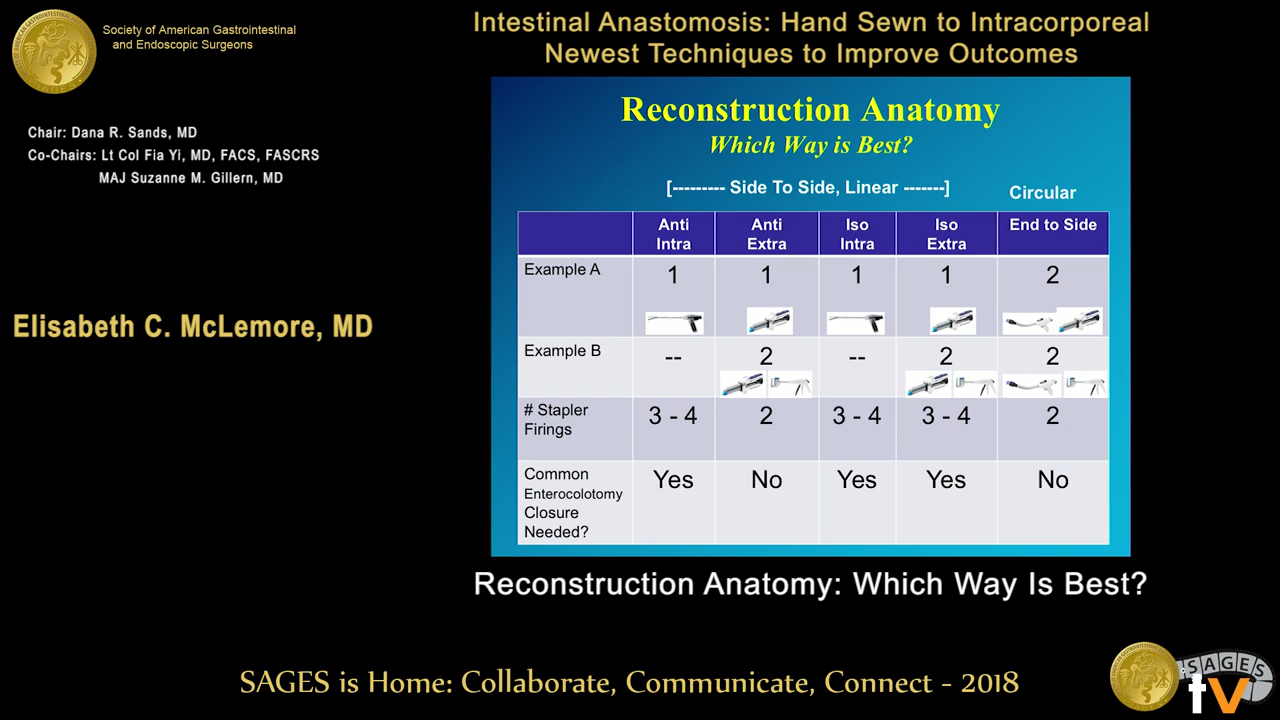 Society of American Gastrointestinal
and Endoscopic Surgeons
Intestinal Anastomosis: Hand Sewn to Intracorporeal
Newest Techniques to Improve Outcomes
Chair: Dana R. Sands, MD
Co-Chairs: Lt Col Fia Yi, MD, FACS, FASCRS
MAJ Suzanne M. Gillern, MD
Elisabeth C. McLemore, MD
Reconstruction Anatomy
Which Way is Best?
[--------- Side To Side, Linear -------] Circular
Anti Intra Anti Extra Iso Intra Iso Extra End to Side
Example A 1 1 1 1 2
Example B -- 2 -- 2 2
# Stapler Firings 3 - 4 2 3 - 4 3 - 4 2
Common Enterocolotomy Closure Needed? Yes No Yes Yes No
Reconstruction Anatomy: Which Way Is Best?
SAGES is Home: Collaborate, Communicate, Connect - 2018
SAGES
tv